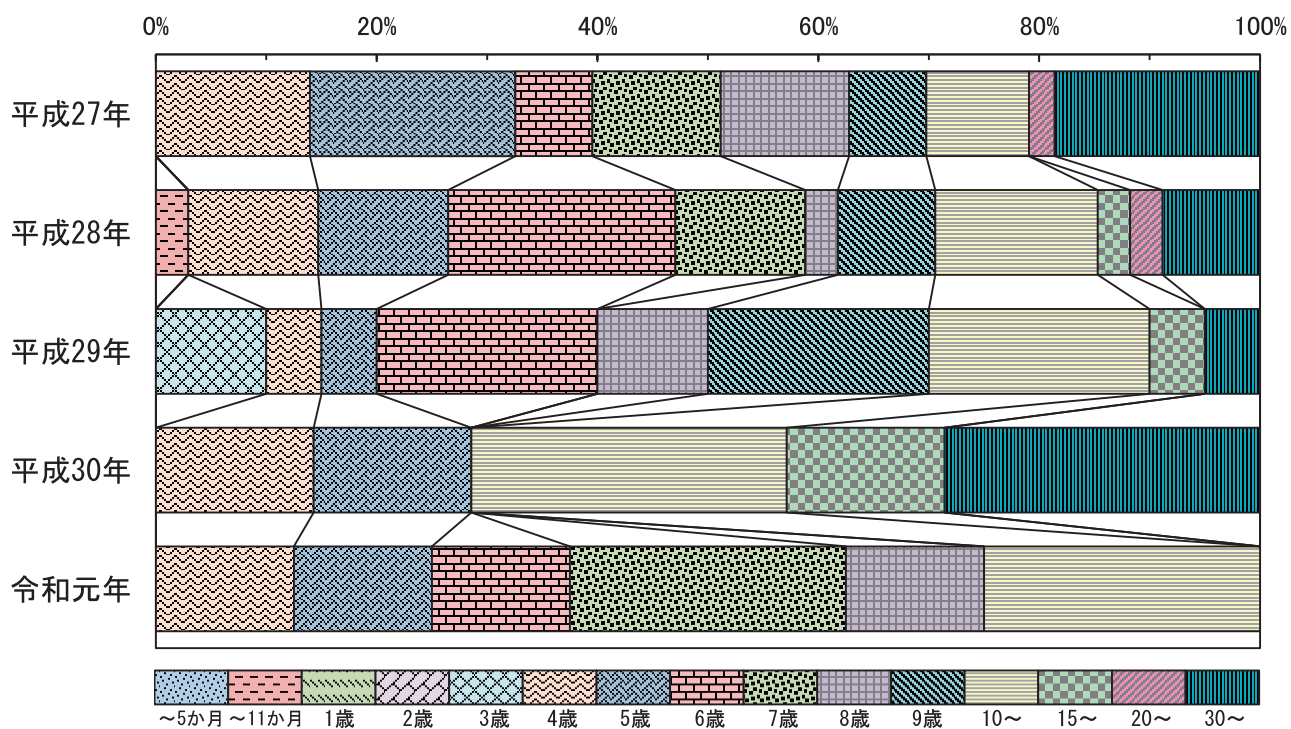 0% 20% 40% 60% 80% 100%
平成27年
平成28年
平成29年
平成30年
令和元年
～5か月 ～11か月 1歳 2歳 3歳 4歳 5歳 6歳 7歳 8歳 9歳 10～ 15～ 20～ 30～